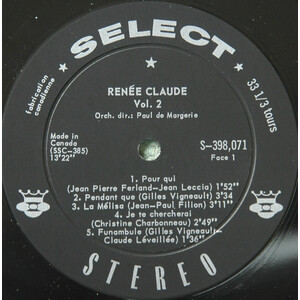 SELECT
fabrication
canadienne
33 1/3 tours
RENÉE CLAUDE
Vol. 2
Orch. dir.: Paul de Margerie
Made in
Canada
(SSC-385)
13'22"
S-398,071
Face 1
1. Pour qui
(Jean Pierre Ferland-Jean Leccia) 1'52"
2. Pendant que (Gilles Vigneault) 3'34
3. La Mélisa (Jean-Paul Filion) 3'11"
4. Je te chercherai
(Christine Charbonneau) 2'49"
5. Funambule (Gilles Vigneault-
Claude Léveillée) 1'36"
STEREO